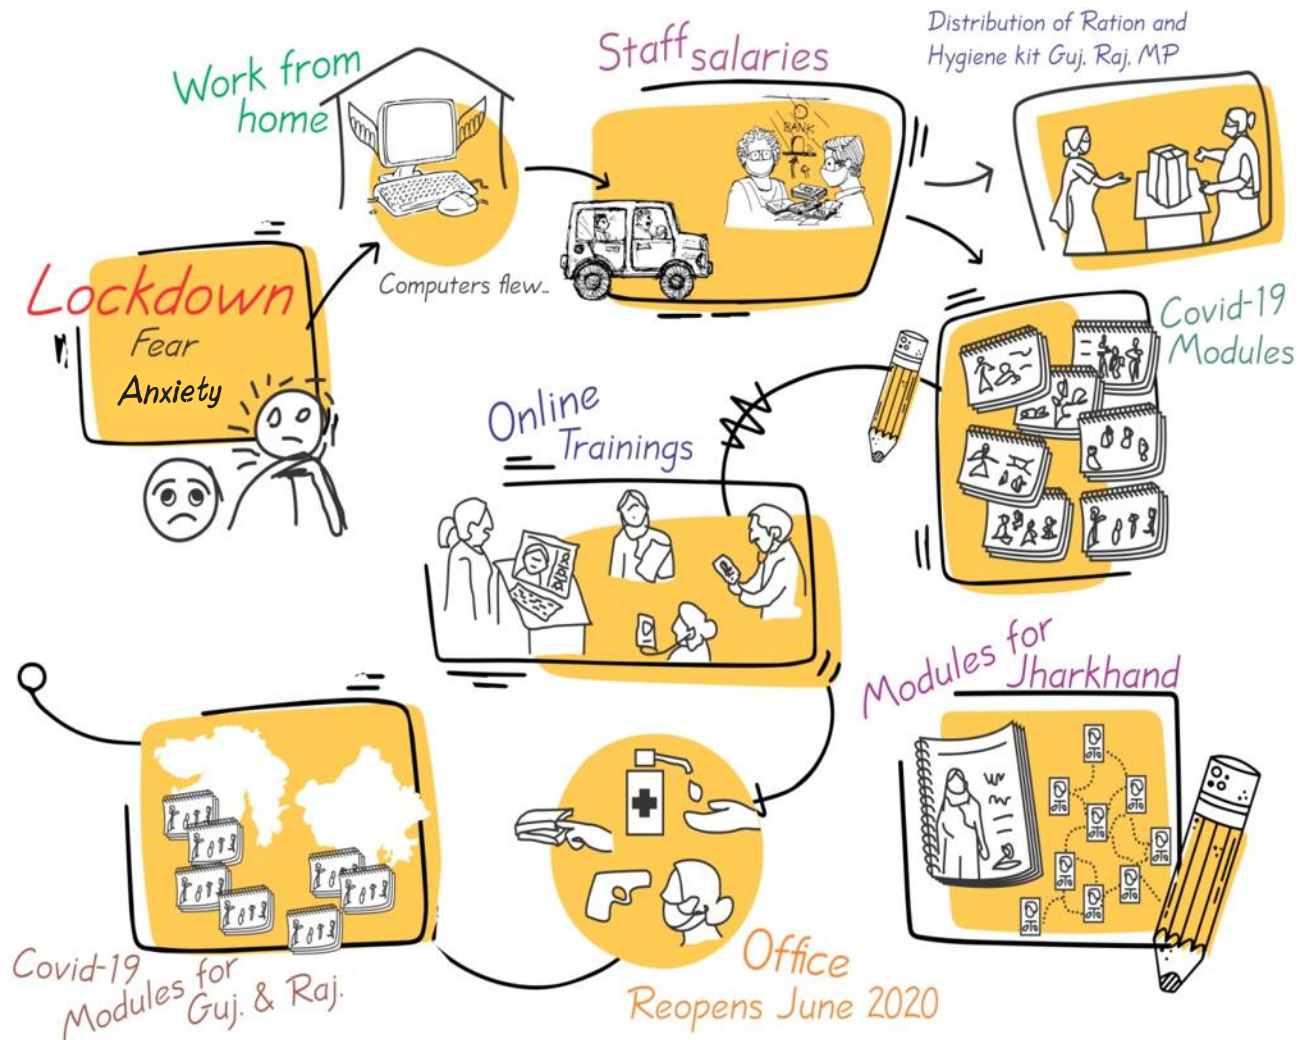 Distribution of Ration and
Hygiene kit Guj. Raj. MP
Staff salaries
Work from
home
BANK
Computers flew..
Lockdown
Fear
Anxiety
Covid-19
Modules
Online
Trainings
Modules for
Jharkhand
Office
Reopens June 2020
Covid-19
Modules for
Guj. & Raj.